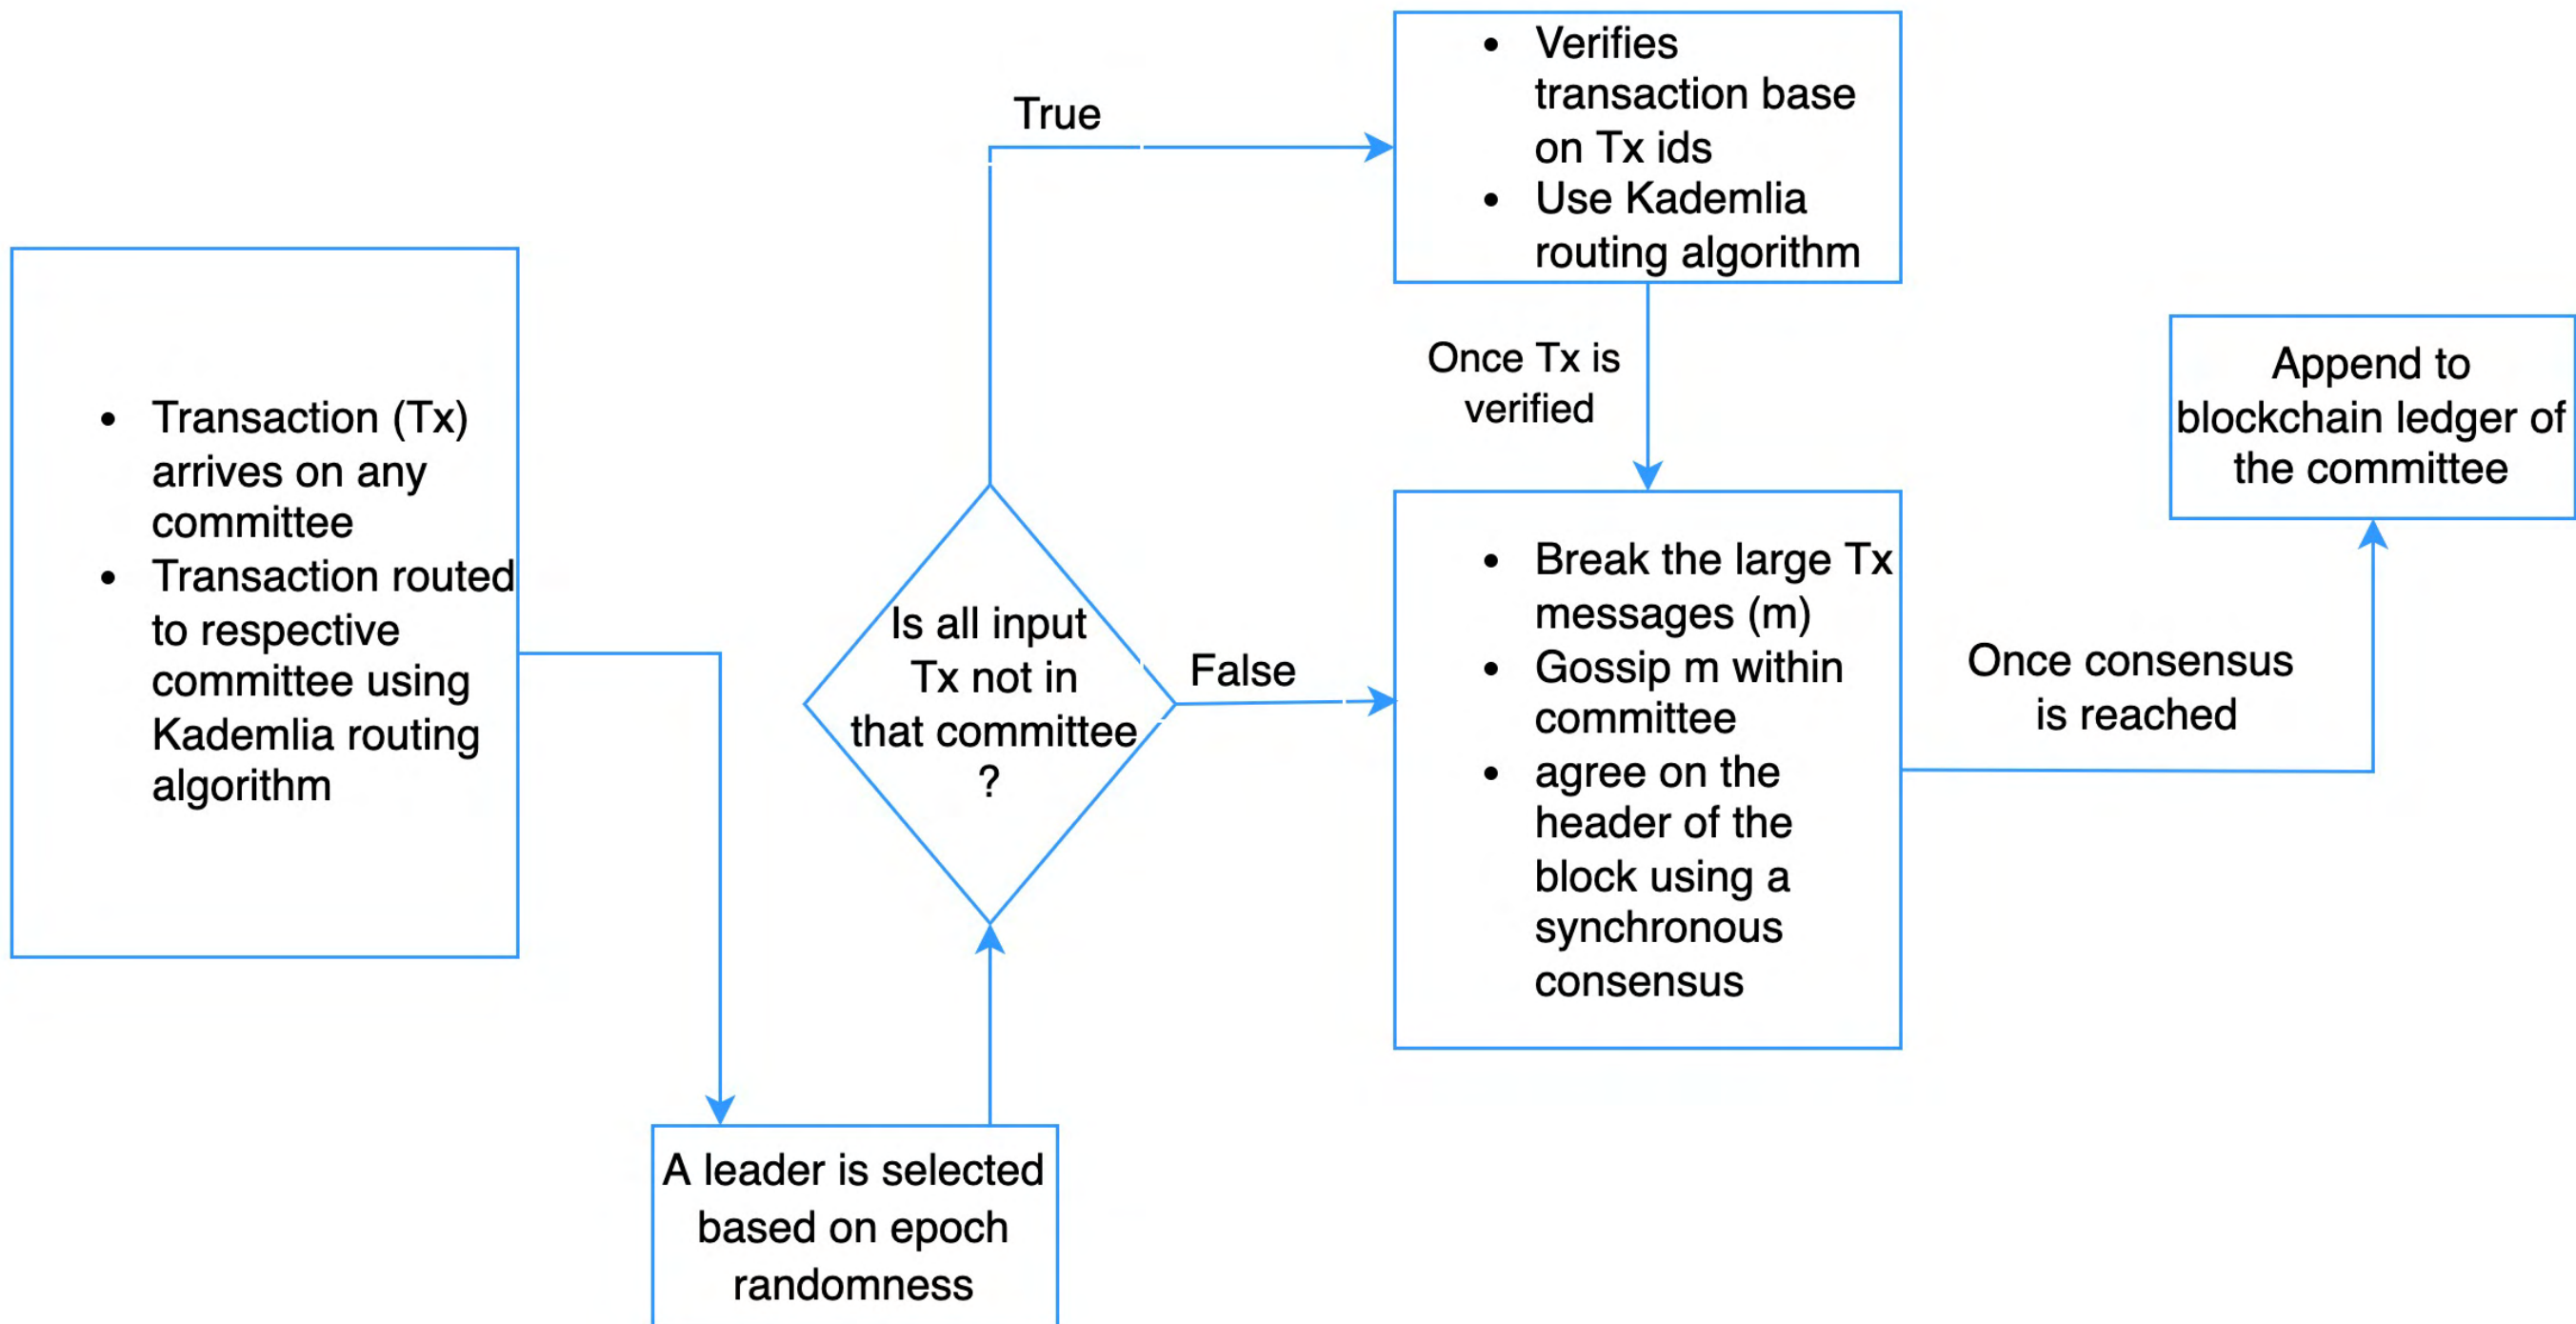 • Transaction (Tx)
arrives on any
committee
• Transaction routed
to respective
committee using
Kademlia routing
algorithm
A leader is selected
based on epoch
randomness
Is all input
Tx not in
that committee
?
True
• Verifies
transaction base
on Tx ids
• Use Kademlia
routing algorithm
Once Tx is
verified
False
• Break the large Tx
messages (m)
• Gossip m within
committee
• agree on the
header of the
block using a
synchronous
consensus
Once consensus
is reached
Append to
blockchain ledger of
the committee